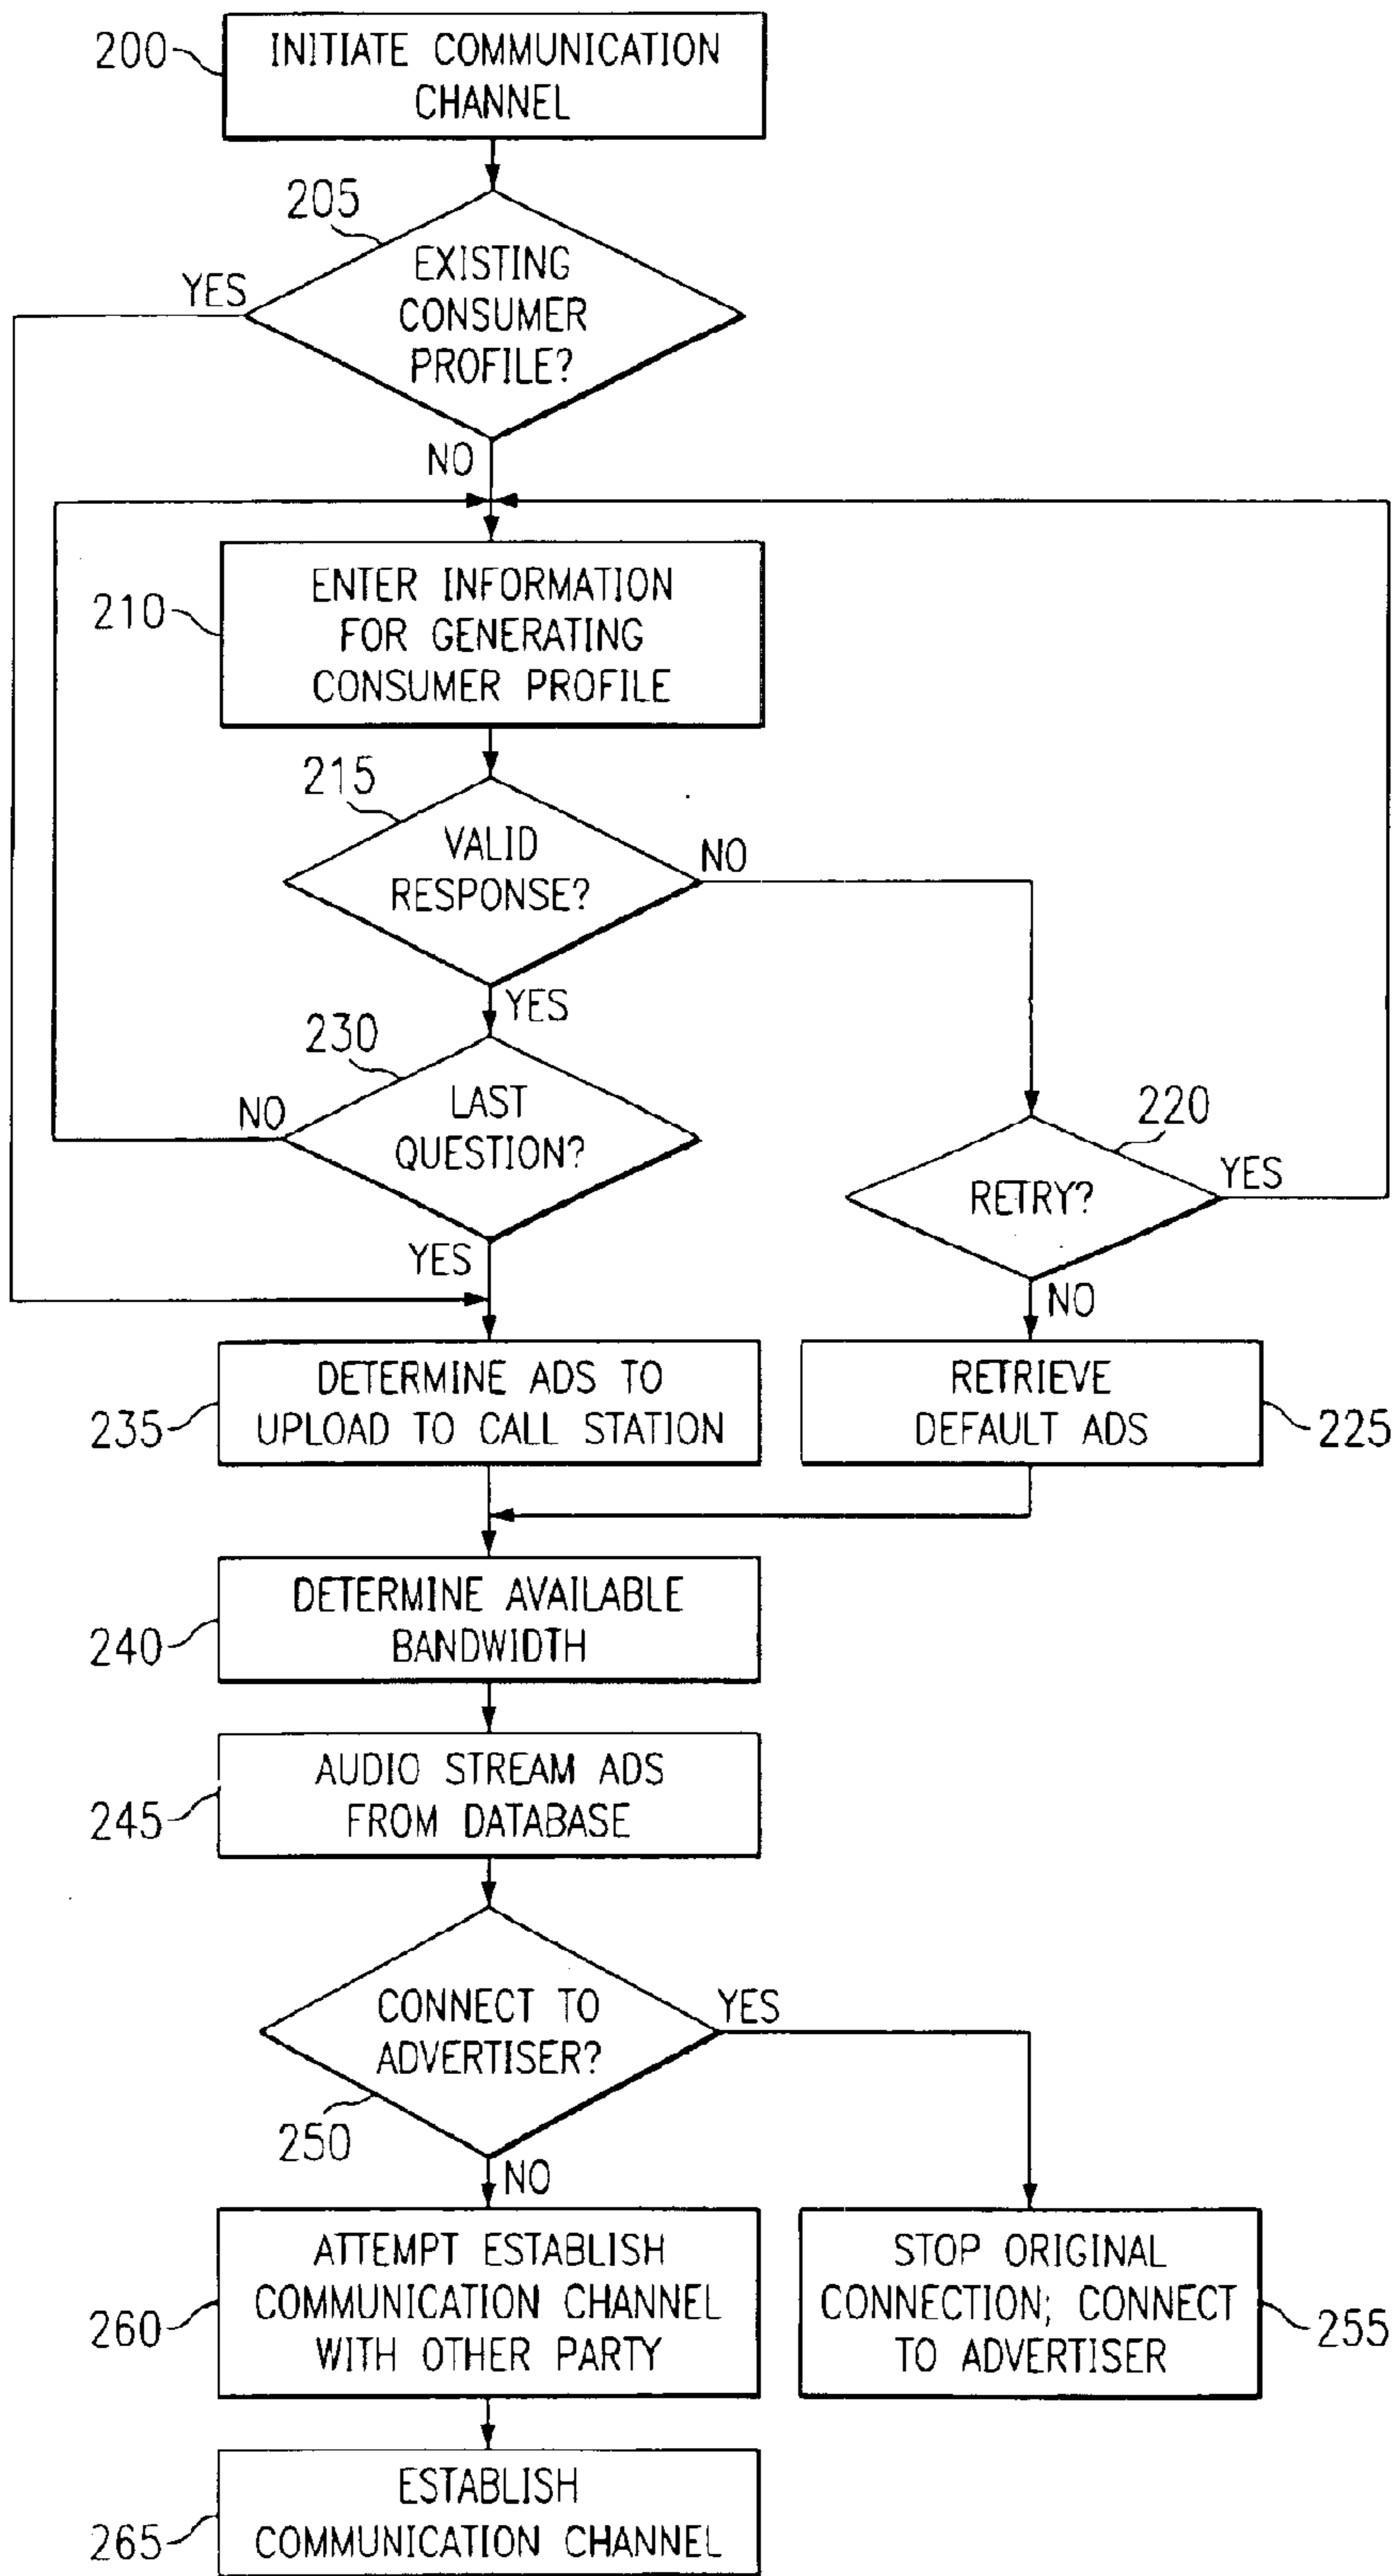 200
INITIATE COMMUNICATION
CHANNEL
205
EXISTING
CONSUMER
PROFILE?
YES
NO
210
ENTER INFORMATION
FOR GENERATING
CONSUMER PROFILE
215
VALID
RESPONSE?
NO
YES
230
LAST
QUESTION?
NO
YES
220
RETRY?
YES
NO
235
DETERMINE ADS TO
UPLOAD TO CALL STATION
RETRIEVE
DEFAULT ADS
225
240
DETERMINE AVAILABLE
BANDWIDTH
245
AUDIO STREAM ADS
FROM DATABASE
CONNECT TO
ADVERTISER?
250
YES
NO
260
ATTEMPT ESTABLISH
COMMUNICATION CHANNEL
WITH OTHER PARTY
STOP ORIGINAL
CONNECTION; CONNECT
TO ADVERTISER
255
265
ESTABLISH
COMMUNICATION CHANNEL